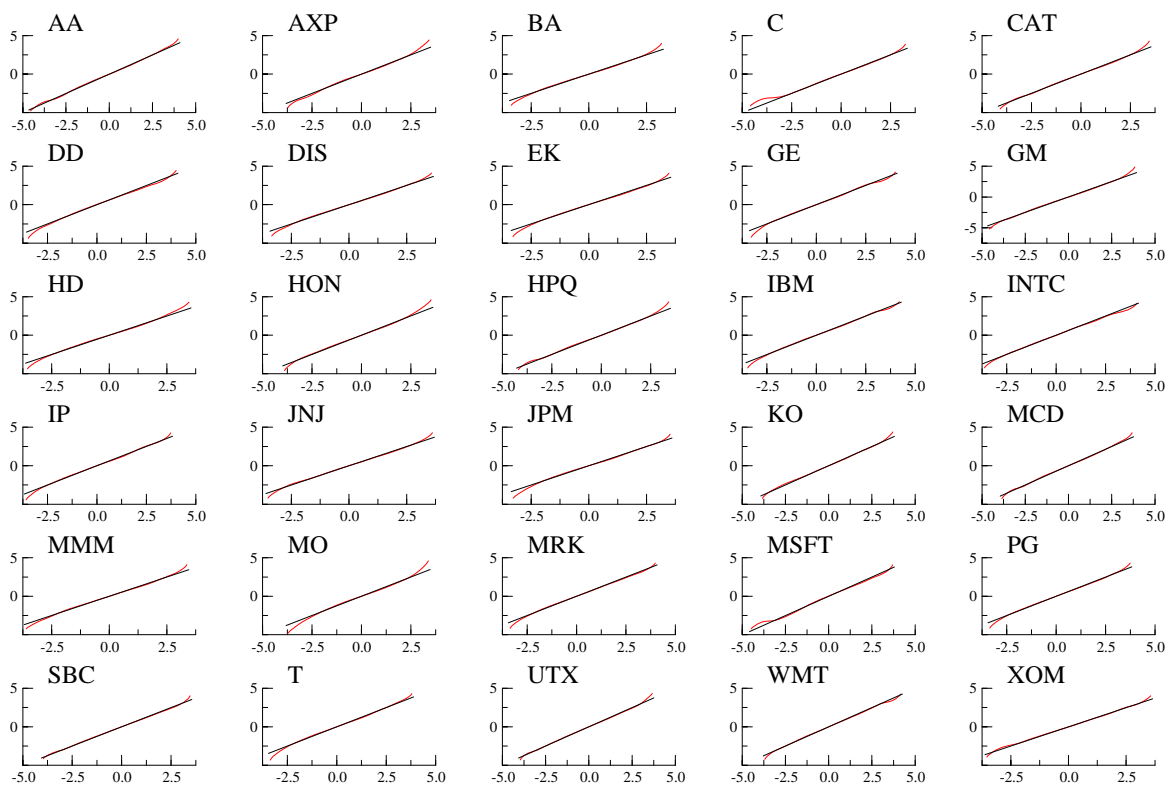 AA AXP BA C CAT
5 5 5 5 5
0 0 0 0 0
-5.0 -2.5 0.0 2.5 5.0 -5.0 -2.5 0.0 2.5 -2.5 0.0 2.5 -5.0 -2.5 0.0 2.5 -5.0 -2.5 0.0 2.5
DD DIS EK GE GM
5 5 5 5 5
0 0 0 0 0
-5
-2.5 0.0 2.5 5.0 -2.5 0.0 2.5 -2.5 0.0 2.5 -2.5 0.0 2.5 5.0 -5.0 -2.5 0.0 2.5 5.0
HD HON HPQ IBM INTC
5 5 5 5 5
0 0 0 0 0
-2.5 0.0 2.5 -5.0 -2.5 0.0 2.5 -5.0 -2.5 0.0 2.5 -2.5 0.0 2.5 5.0 -2.5 0.0 2.5 5.0
IP JNJ JPM KO MCD
5 5 5 5 5
0 0 0 0 0
-2.5 0.0 2.5 5.0 -2.5 0.0 2.5 -2.5 0.0 2.5 -5.0 -2.5 0.0 2.5 5.0 -5.0 -2.5 0.0 2.5 5.0
MMM MO MRK MSFT PG
5 5 5 5 5
0 0 0 0 0
-2.5 0.0 2.5 -5.0 -2.5 0.0 2.5 5.0 -2.5 0.0 2.5 5.0 -5.0 -2.5 0.0 2.5 5.0 -2.5 0.0 2.5 5.0
SBC T UTX WMT XOM
5 5 5 5 5
0 0 0 0 0
-5.0 -2.5 0.0 2.5 -2.5 0.0 2.5 5.0 -5.0 -2.5 0.0 2.5 5.0 -5.0 -2.5 0.0 2.5 5.0 -2.5 0.0 2.5